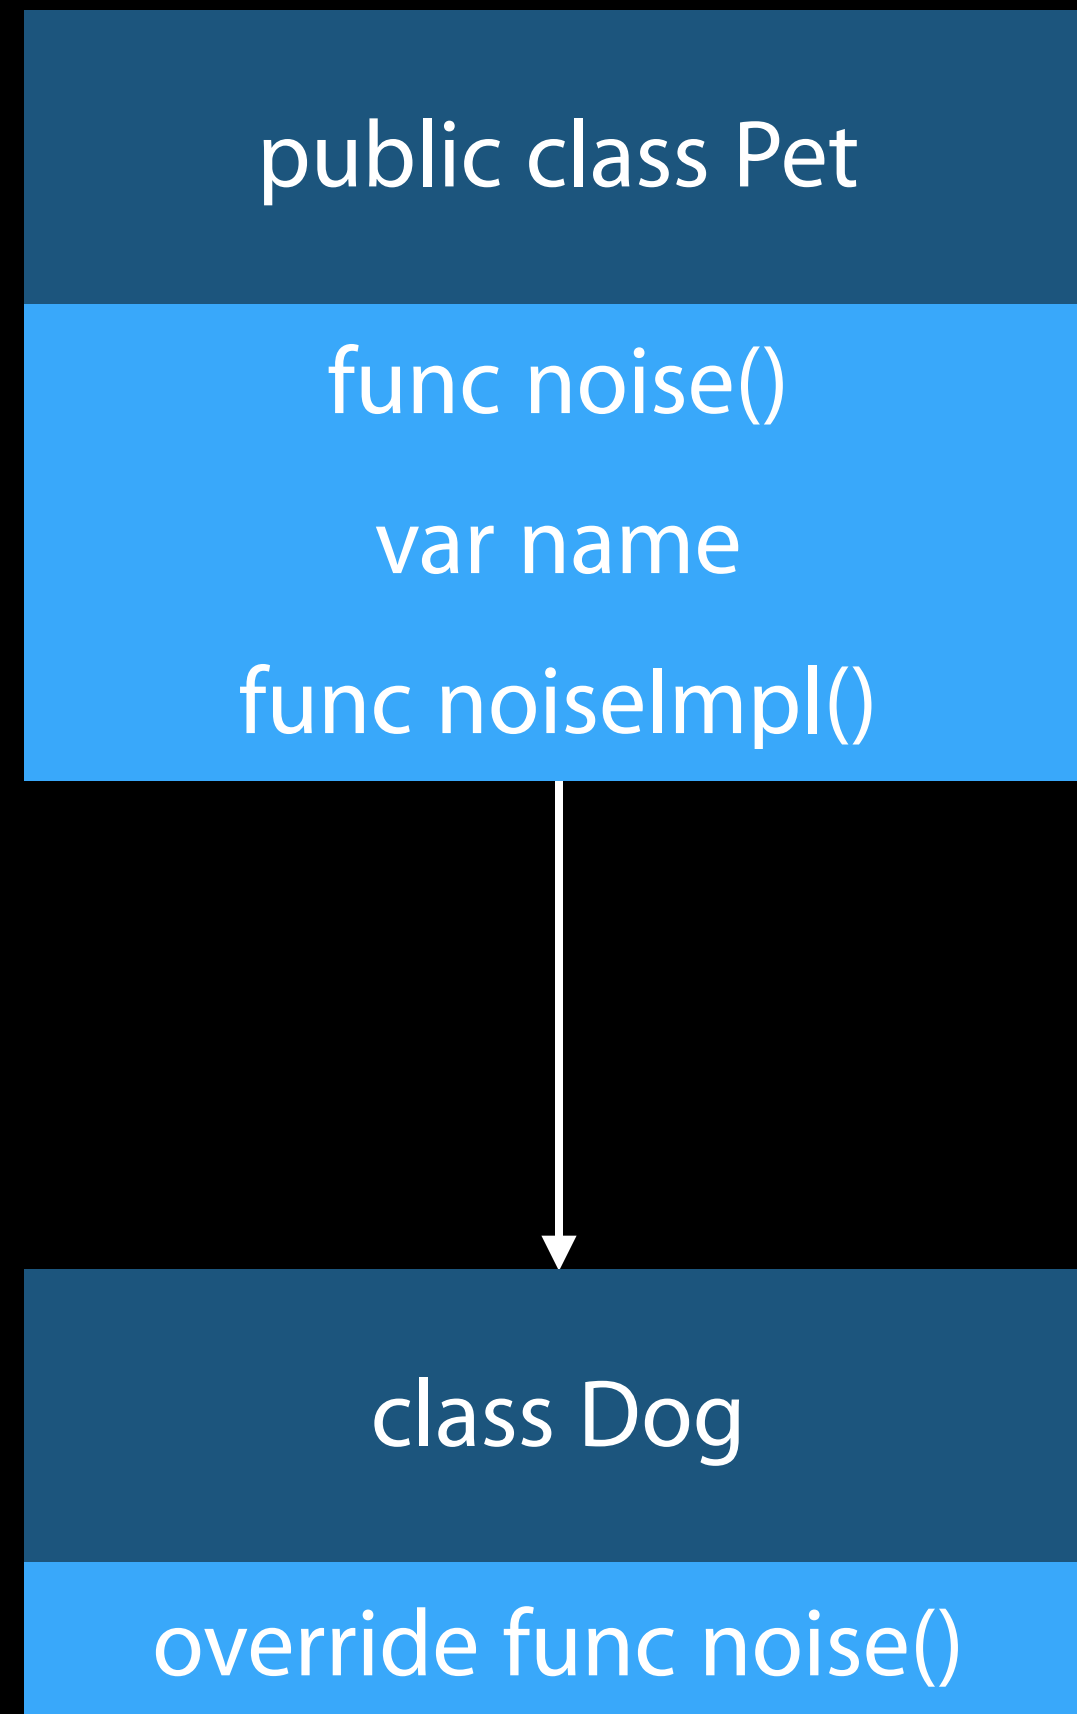 public class Pet
func noise()
var name
func noiseImpl()
class Dog
override func noise()